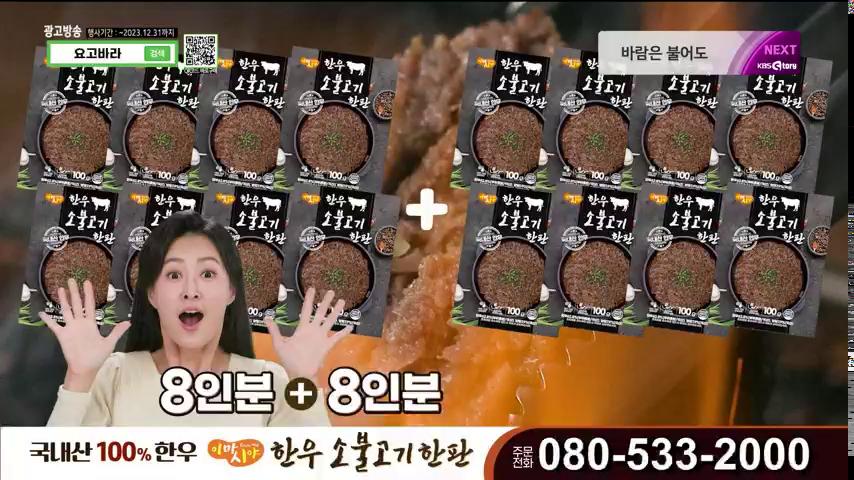 광고방송 행사기간 : ~2023.12.31까지
요고바라 검색
바람은 불어도
NEXT
KBS Story
한우
소불고기
한판
100g
8인분 + 8인분
국내산 100% 한우 이맛시야 한우 소불고기한판
주문전화 080-533-2000